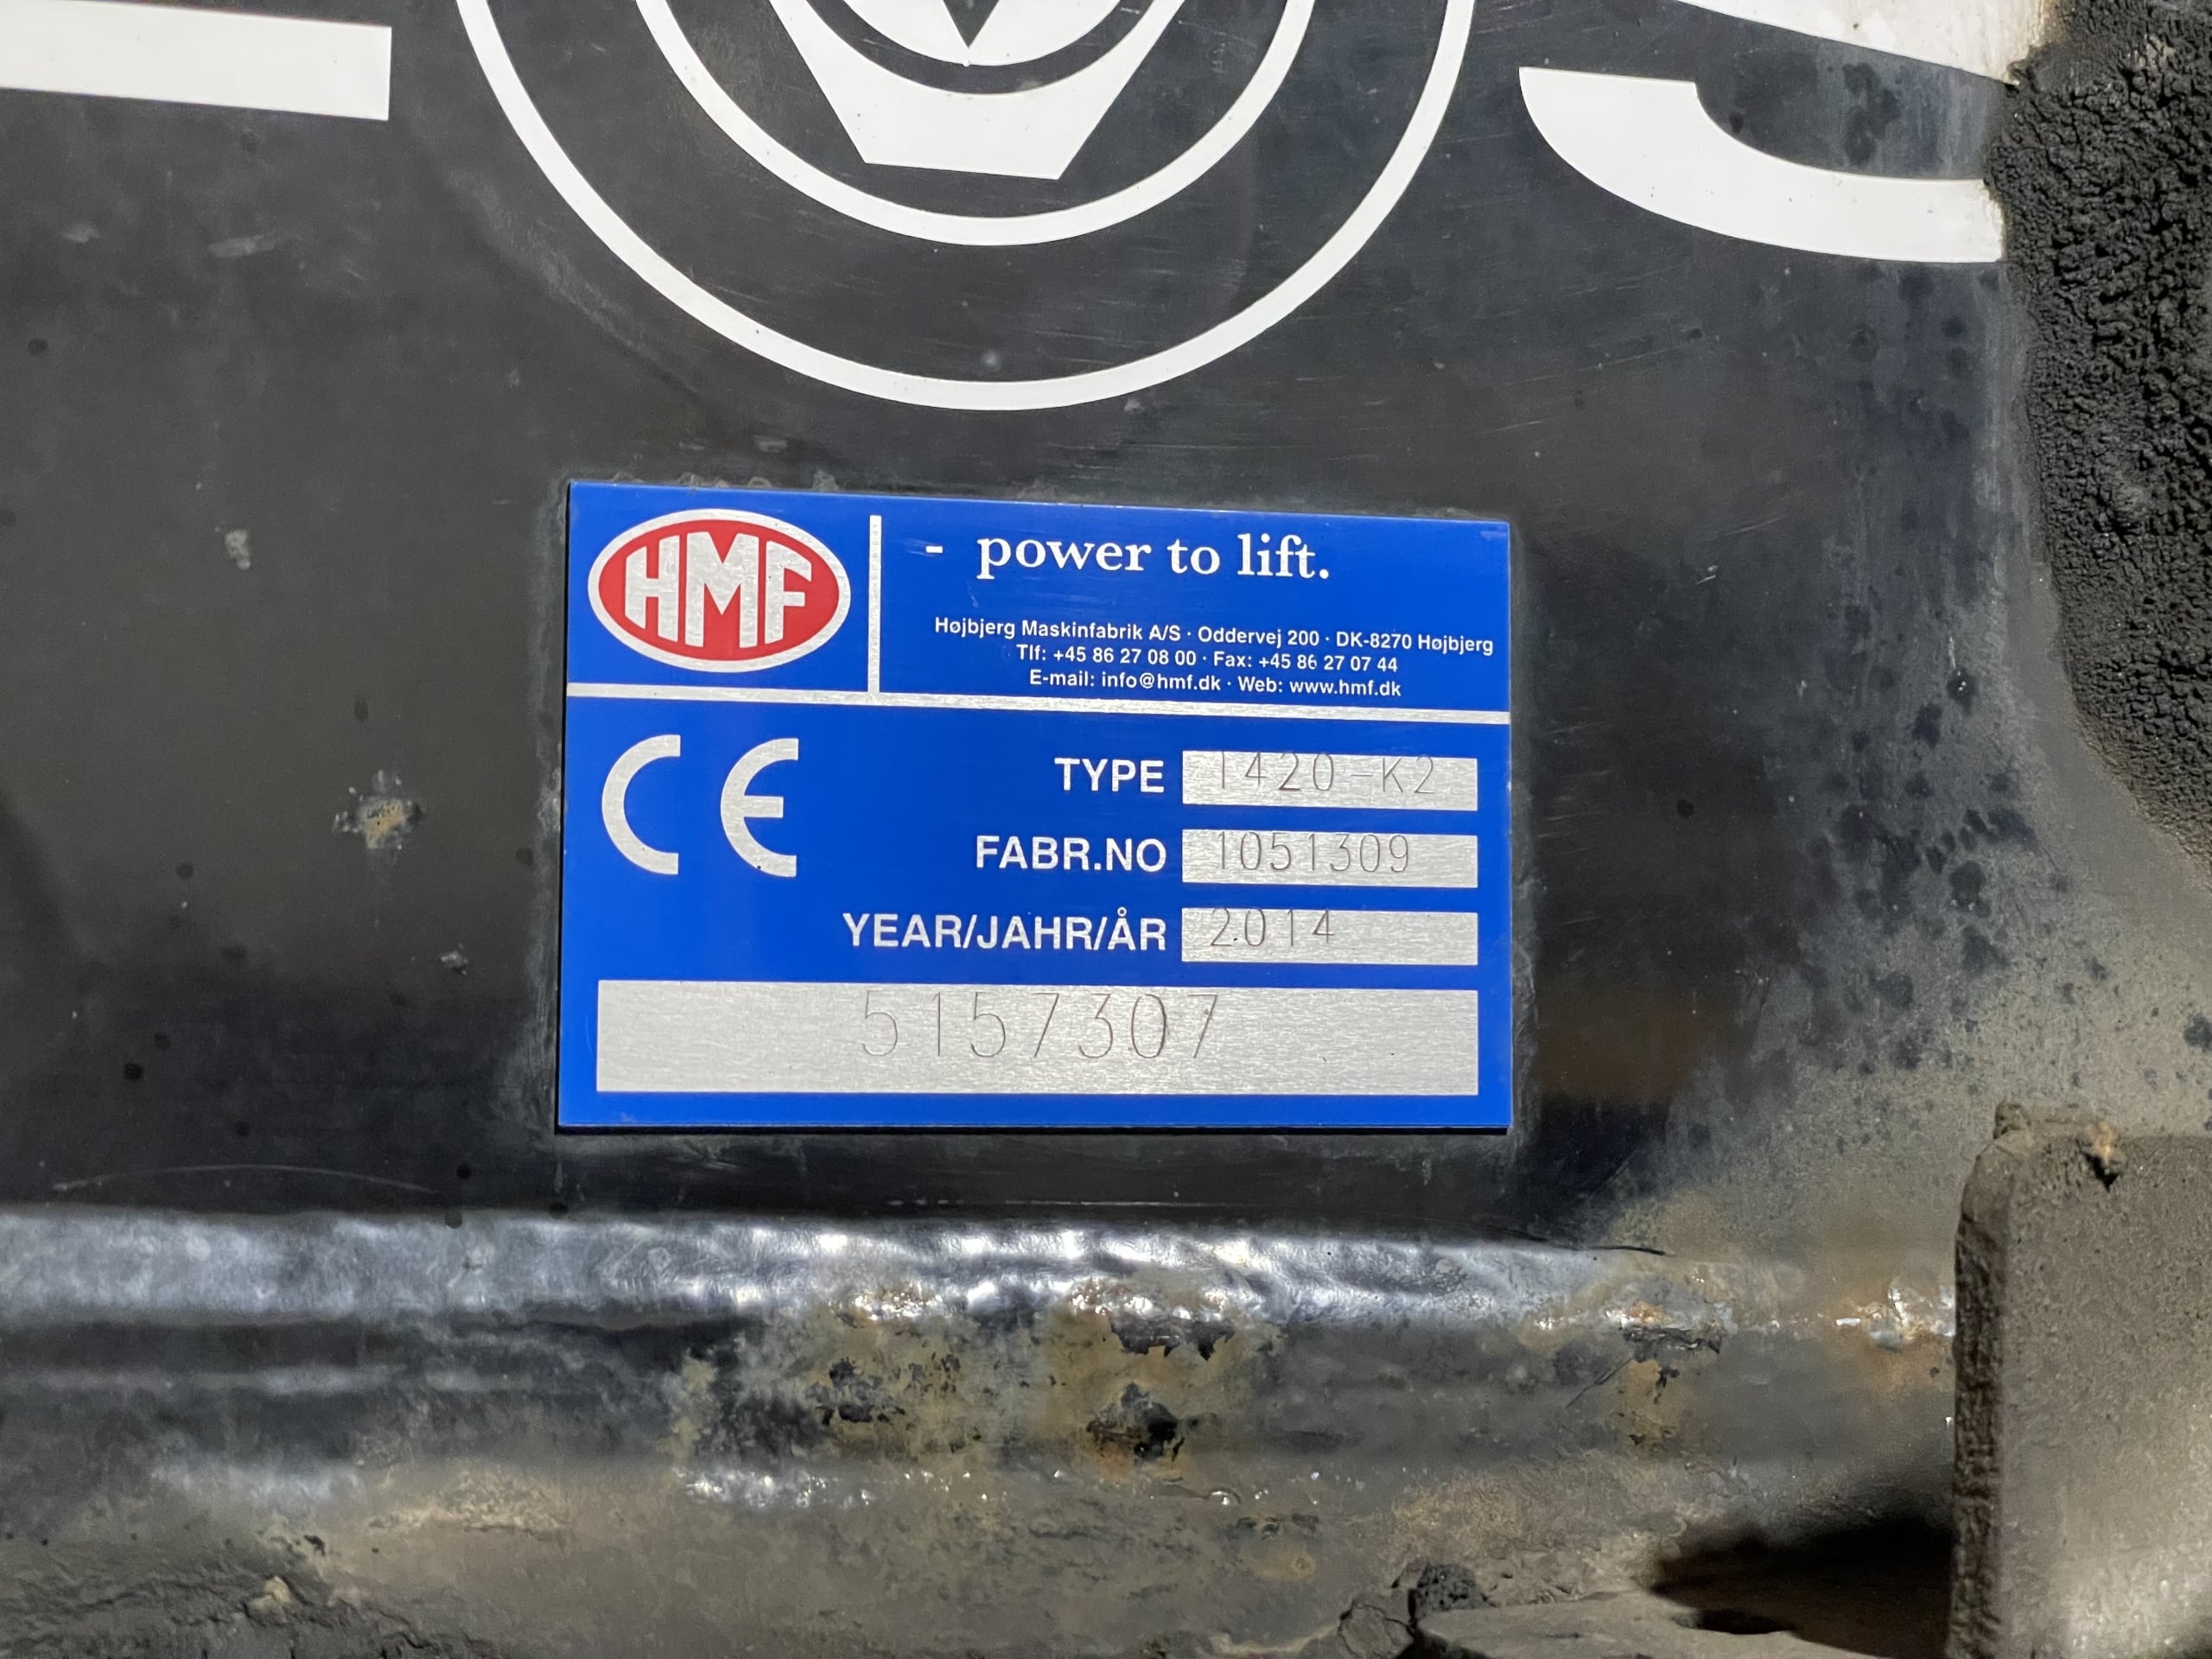 HMF
- power to lift.
Højbjerg Maskinfabrik A/S · Oddervej 200 · DK-8270 Højbjerg
Tlf: +45 86 27 08 00 · Fax: +45 86 27 07 44
E-mail: info@hmf.dk · Web: www.hmf.dk
CE
TYPE 1420-K2
FABR.NO 1051309
YEAR/JAHR/ÅR 2014
5157307